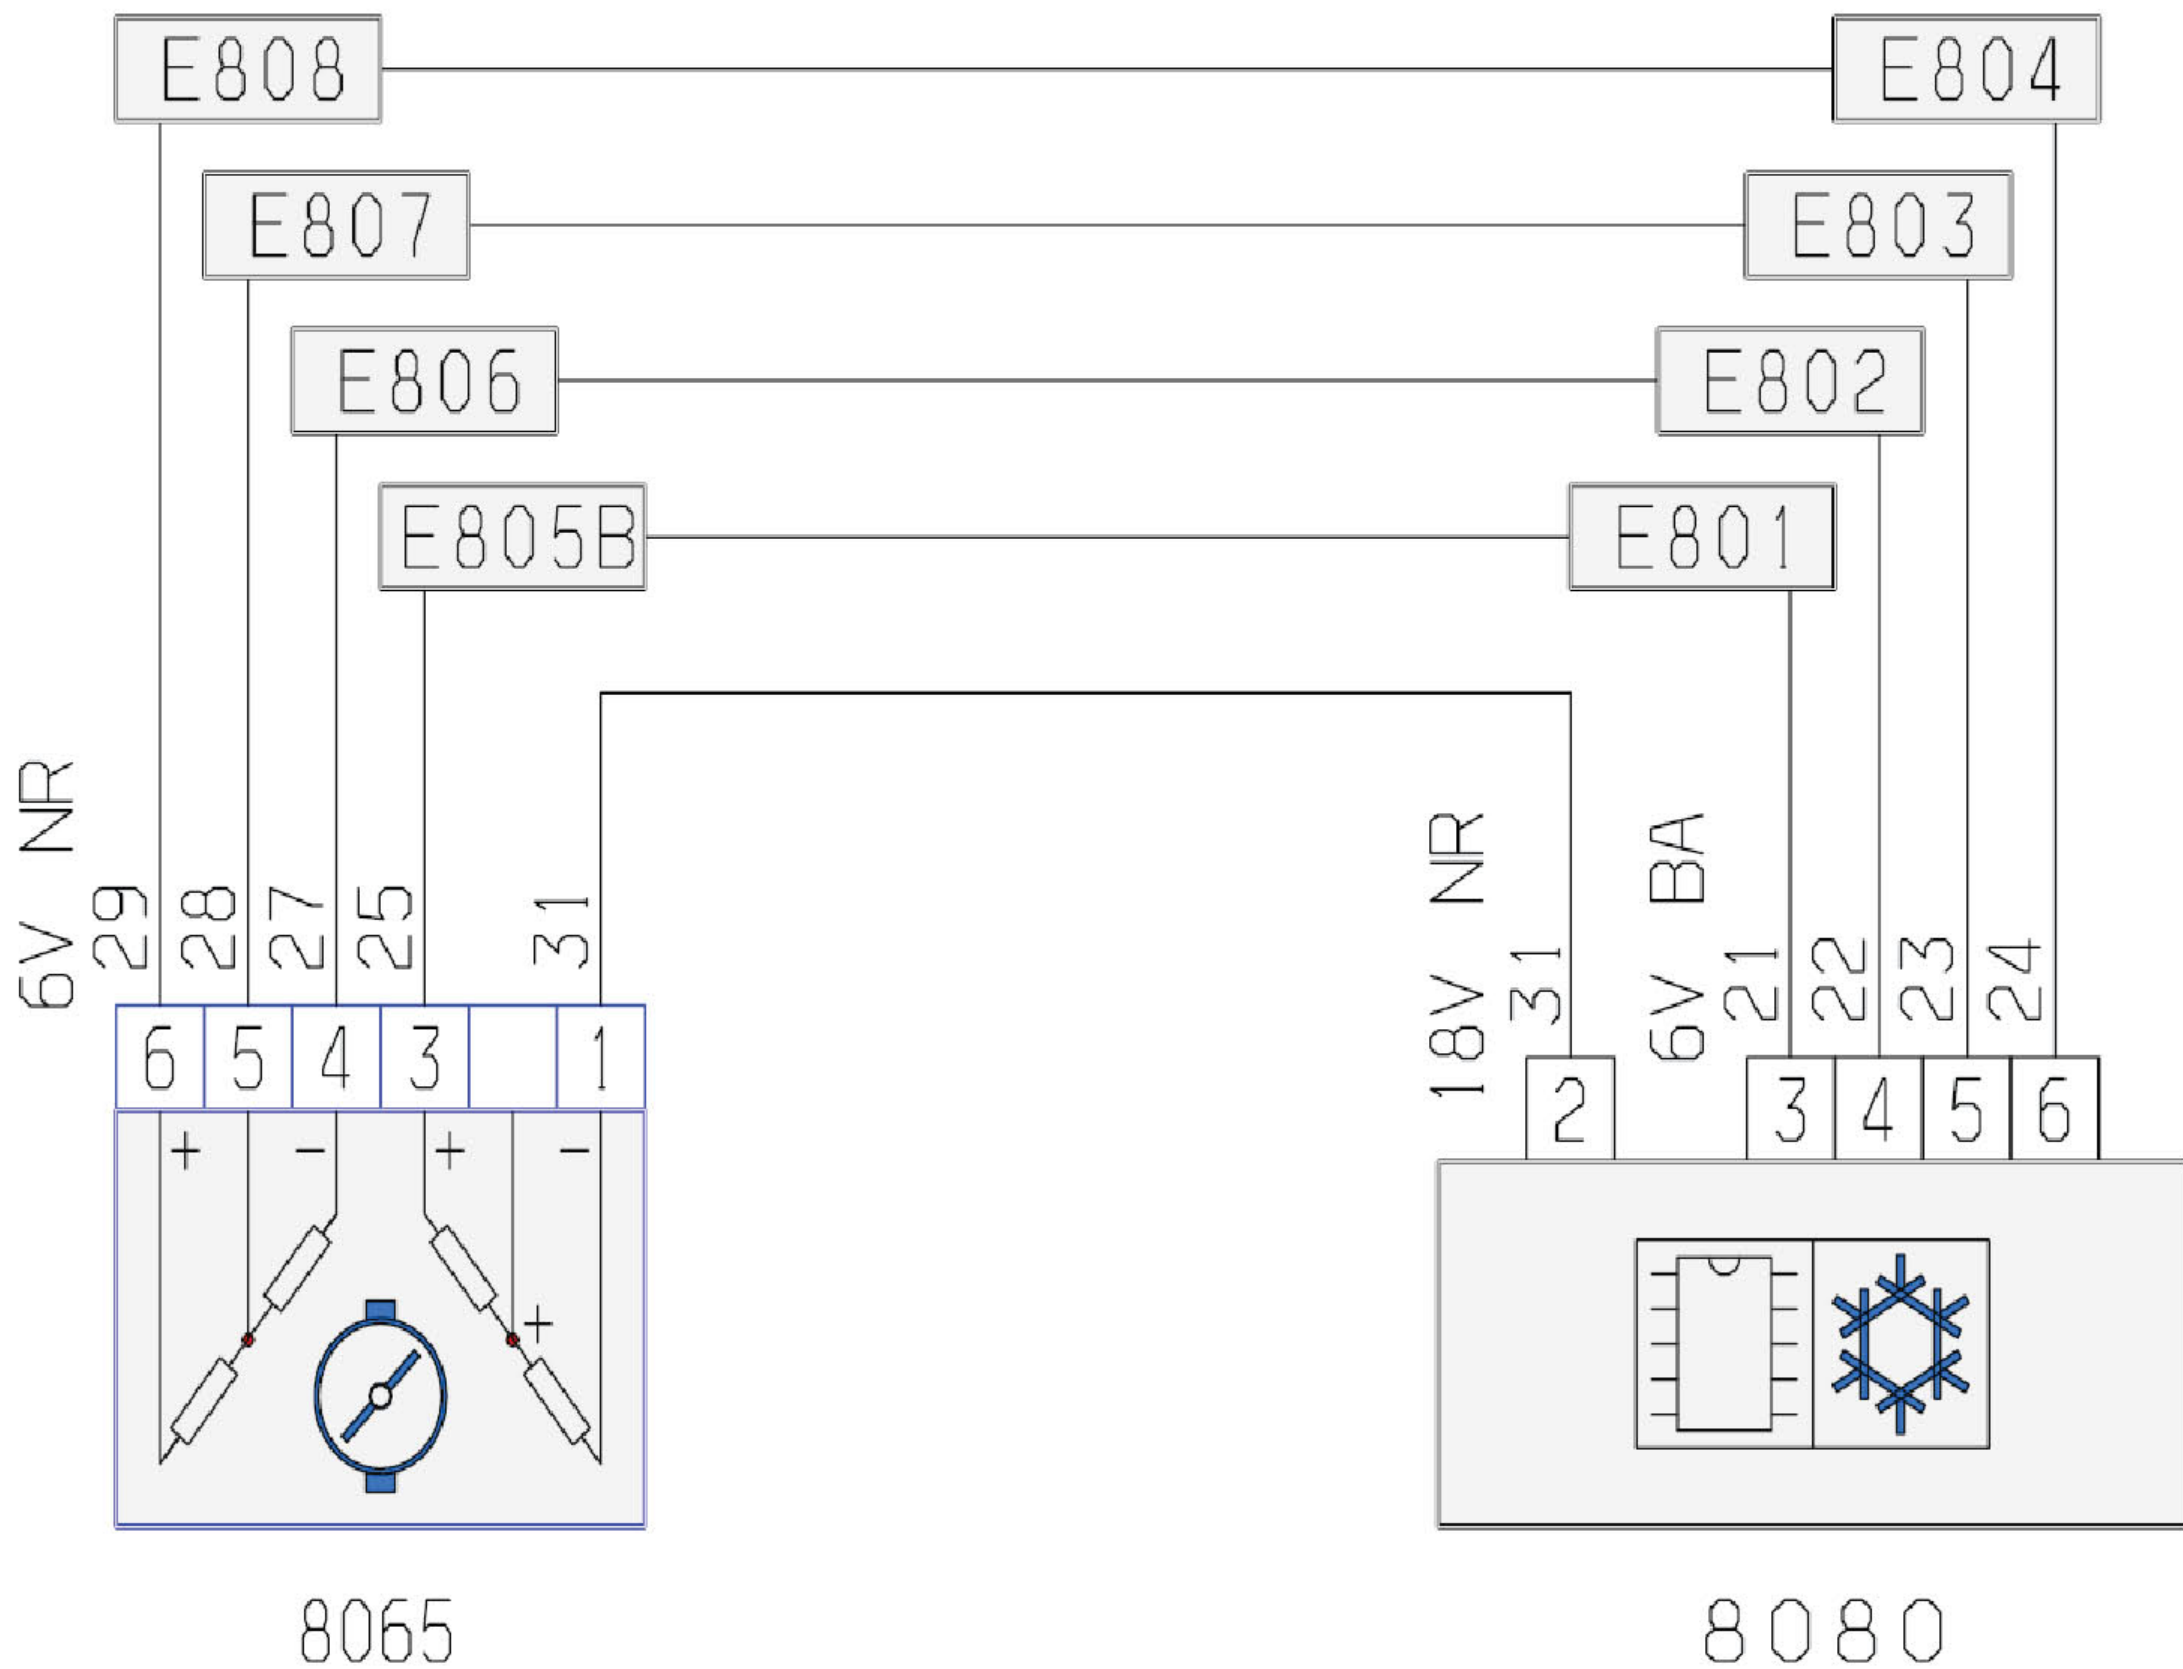 E808 E804
E807 E803
E806 E802
E805B E801
6V NR
29 28 27 25 31
18V NR
31
6V BA
21 22 23 24
6 5 4 3 1
2 3 4 5 6
+ - + -
+
8065 8080